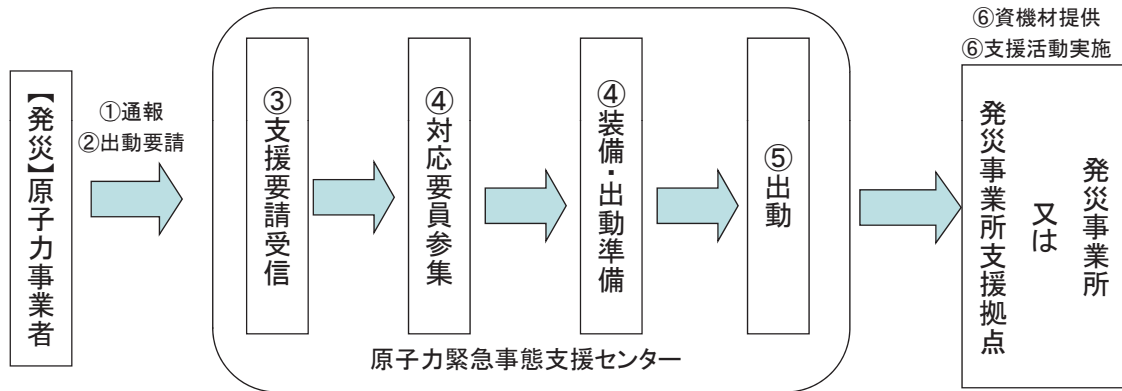 【発災】原子力事業者
①通報
②出動要請
③支援要請受信
④対応要員参集
④装備・出動準備
⑤出動
原子力緊急事態支援センター
⑥資機材提供
⑥支援活動実施
発災事業所
又は
発災事業所支援拠点